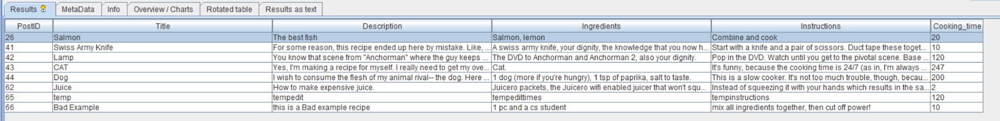 Results MetaData Info Overview / Charts Rotated table Results as text
PostID Title Description Ingredients Instructions Cooking_time
26 Salmon The best fish Salmon, lemon Combine and cook 20
41 Swiss Army Knife For some reason, this recipe ended up here by mistake. Like, ... A swiss army knife, your dignity, the knowledge that you now h... Start with a knife and a pair of scissors. Duct tape these toget... 10
42 Lamp You know that scene from "Anchorman" where the guy keeps ... The DVD to Anchorman and Anchorman 2, also your dignity. Pop in the DVD. Watch until you get to the pivotal scene. Base ... 120
43 CAT Yes, I'm making a recipe for myself. I really need to get my ove... Cat. It's funny, because the cooking time is 24/7 (as in, I'm always ... 247
44 Dog I wish to consume the flesh of my animal rival-- the dog. Here ... 1 dog (more if you're hungry), 1 tsp of paprika, salt to taste. This is a slow cooker. It's not too much trouble, though, becau... 200
62 Juice How to make expensive juice. Juicero packets, the Juicero wifi enabled juicer that won't squ... Instead of squeezing it with your hands which results in the sa... 2
65 temp tempedit tempedittimes tempinstructions 120
66 Bad Example this is a Bad example recipe 1 pc and a cs student mix all ingredients together, then cut off power! 10